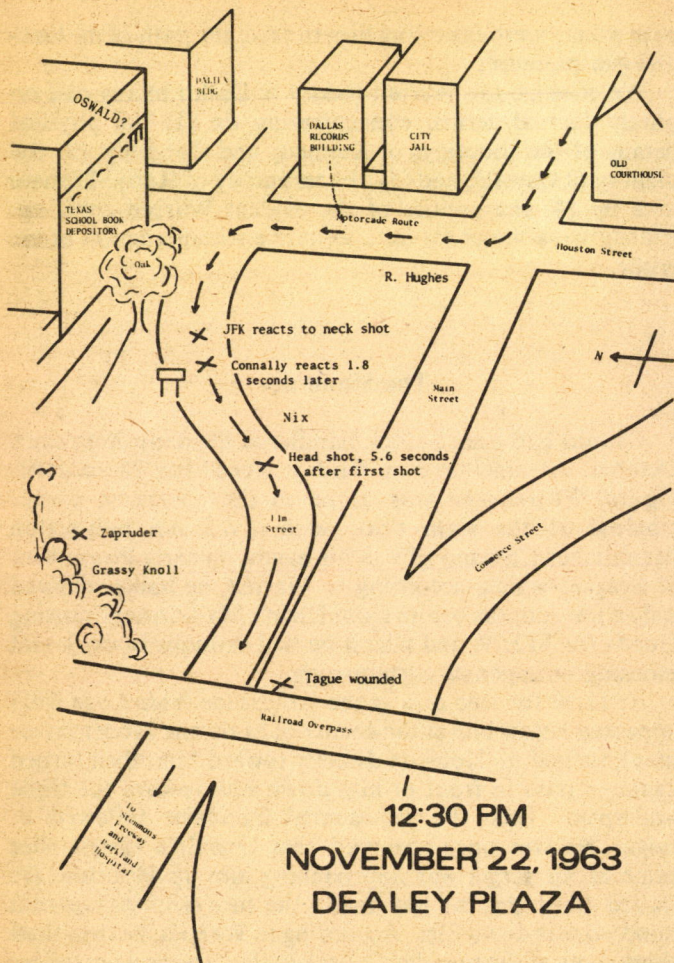 DALTEX
BLDG
OSWALD?
DALLAS
RECORDS
BUILDING
CITY
JAIL
OLD
COURTHOUSE
TEXAS
SCHOOL BOOK
DEPOSITORY
Motorcade Route
Houston Street
Oak
R. Hughes
JFK reacts to neck shot
N
Connally reacts 1.8
seconds later
Main
Street
Nix
Head shot, 5.6 seconds
after first shot
Elm
Street
Zapruder
Commerce Street
Grassy Knoll
Tague wounded
Railroad Overpass
To
Stemmons
Freeway
and
Parkland
Hospital
12:30 PM
NOVEMBER 22, 1963
DEALEY PLAZA